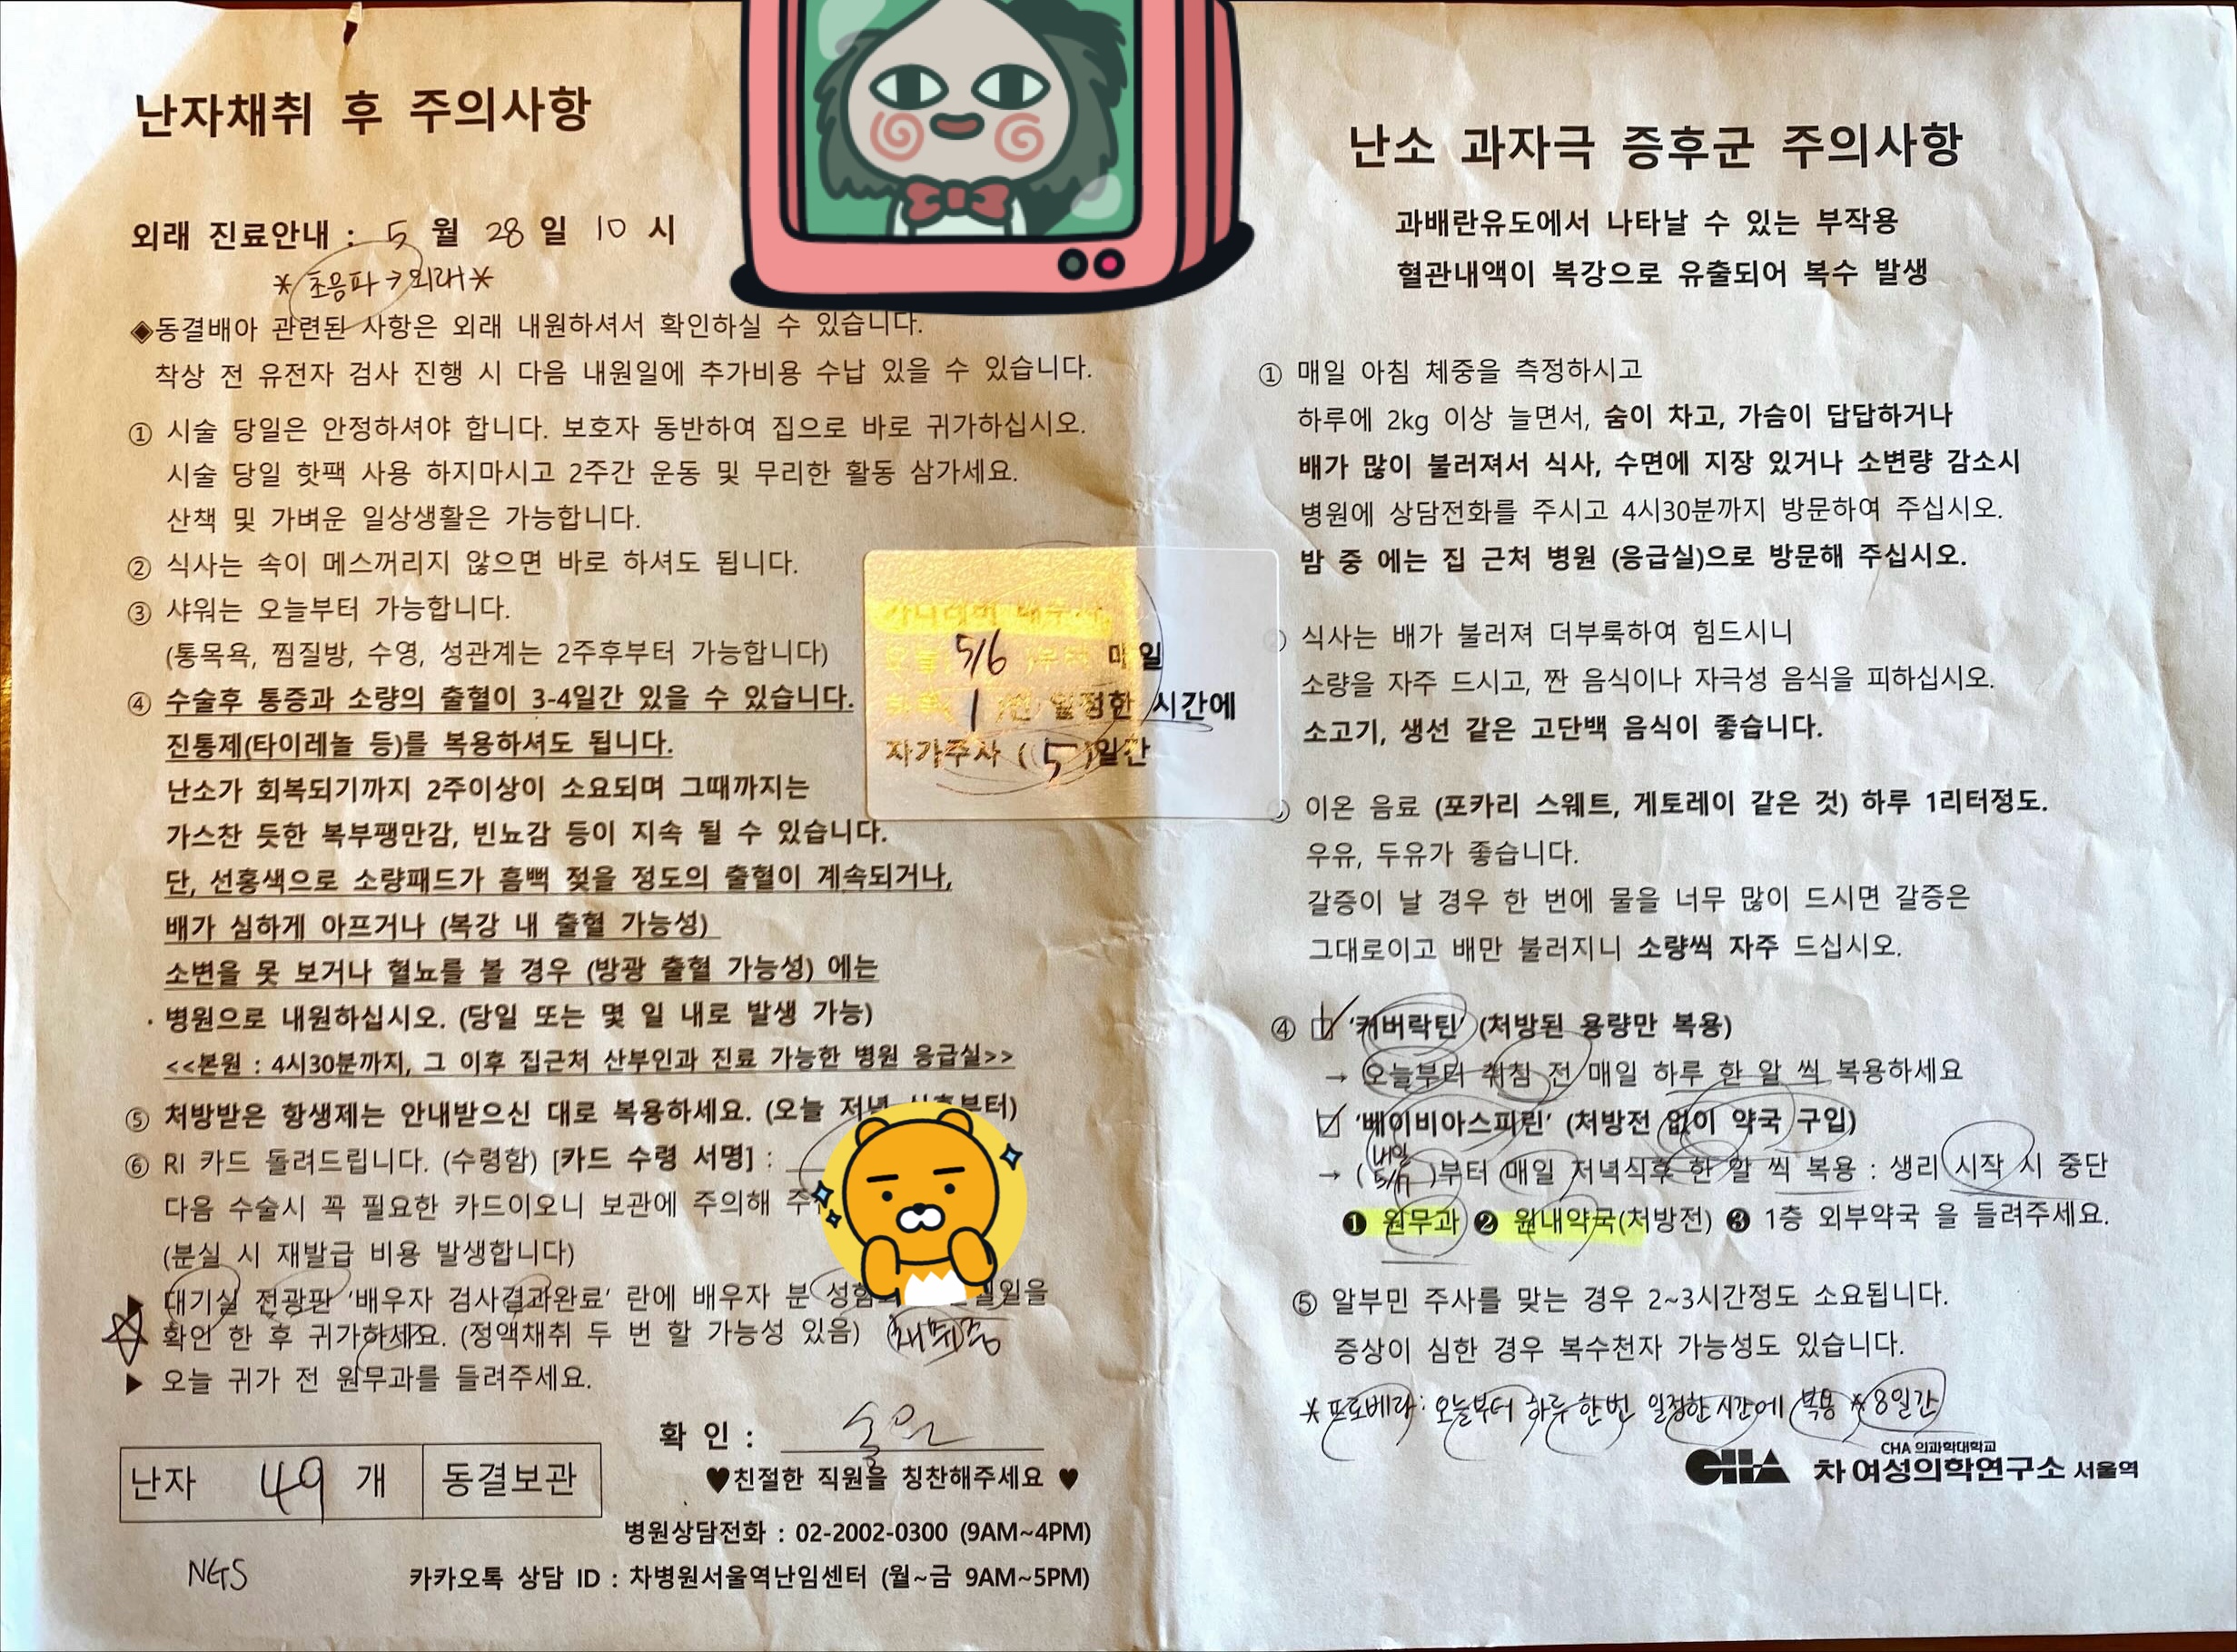 난자채취 후 주의사항
외래 진료안내 : 5 월 28 일 10 시
* 초음파 → 외래 *
◈동결배아 관련된 사항은 외래 내원하셔서 확인하실 수 있습니다.
착상 전 유전자 검사 진행 시 다음 내원일에 추가비용 수납 있을 수 있습니다.
① 시술 당일은 안정하셔야 합니다. 보호자 동반하여 집으로 바로 귀가하십시오.
시술 당일 핫팩 사용 하지마시고 2주간 운동 및 무리한 활동 삼가세요.
산책 및 가벼운 일상생활은 가능합니다.
② 식사는 속이 메스꺼리지 않으면 바로 하셔도 됩니다.
③ 샤워는 오늘부터 가능합니다.
(통목욕, 찜질방, 수영, 성관계는 2주후부터 가능합니다)
④ 수술후 통증과 소량의 출혈이 3-4일간 있을 수 있습니다.
진통제(타이레놀 등)를 복용하셔도 됩니다.
난소가 회복되기까지 2주이상이 소요되며 그때까지는
가스찬 듯한 복부팽만감, 빈뇨감 등이 지속 될 수 있습니다.
단, 선홍색으로 소량패드가 흠뻑 젖을 정도의 출혈이 계속되거나,
배가 심하게 아프거나 (복강 내 출혈 가능성)
소변을 못 보거나 혈뇨를 볼 경우 (방광 출혈 가능성) 에는
병원으로 내원하십시오. (당일 또는 몇 일 내로 발생 가능)
<<본원 : 4시30분까지, 그 이후 집근처 산부인과 진료 가능한 병원 응급실>>
⑤ 처방받은 항생제는 안내받으신 대로 복용하세요. (오늘 저녁 식후부터)
⑥ RI 카드 돌려드립니다. (수령함) [카드 수령 서명] :
다음 수술시 꼭 필요한 카드이오니 보관에 주의해 주
(분실 시 재발급 비용 발생합니다)
▶ 대기실 전광판 '배우자 검사결과완료' 란에 배우자 분 성함 일을
☆ 확인 한 후 귀가하세요. (정액채취 두 번 할 가능성 있음)
▶ 오늘 귀가 전 원무과를 들려주세요.
확 인 :
난자 49 개 동결보관
♥친절한 직원을 칭찬해주세요 ♥
병원상담전화 : 02-2002-0300 (9AM~4PM)
NGS
카카오톡 상담 ID : 차병원서울역난임센터 (월~금 9AM~5PM)
5/6 매일
1 일정한 시간에
자가주사 ( 5 )일간
난소 과자극 증후군 주의사항
과배란유도에서 나타날 수 있는 부작용
혈관내액이 복강으로 유출되어 복수 발생
① 매일 아침 체중을 측정하시고
하루에 2kg 이상 늘면서, 숨이 차고, 가슴이 답답하거나
배가 많이 불러져서 식사, 수면에 지장 있거나 소변량 감소시
병원에 상담전화를 주시고 4시30분까지 방문하여 주십시오.
밤 중 에는 집 근처 병원 (응급실)으로 방문해 주십시오.
식사는 배가 불러져 더부룩하여 힘드시니
소량을 자주 드시고, 짠 음식이나 자극성 음식을 피하십시오.
소고기, 생선 같은 고단백 음식이 좋습니다.
이온 음료 (포카리 스웨트, 게토레이 같은 것) 하루 1리터정도.
우유, 두유가 좋습니다.
갈증이 날 경우 한 번에 물을 너무 많이 드시면 갈증은
그대로이고 배만 불러지니 소량씩 자주 드십시오.
④ ☑ '커버락틴' (처방된 용량만 복용)
→ 오늘부터 취침 전 매일 하루 한 알 씩 복용하세요
☑ '베이비아스피린' (처방전 없이 약국 구입)
내일
→ ( )부터 매일 저녁식후 한 알 씩 복용 : 생리 시작 시 중단
❶ 원무과 ❷ 원내약국(처방전) ❸ 1층 외부약국 을 들려주세요.
⑤ 알부민 주사를 맞는 경우 2~3시간정도 소요됩니다.
증상이 심한 경우 복수천자 가능성도 있습니다.
* 프로베라 : 오늘부터 하루 한번 일정한 시간에 복용 * 8일간
CHA 의과학대학교
CHA 차 여성의학연구소 서울역